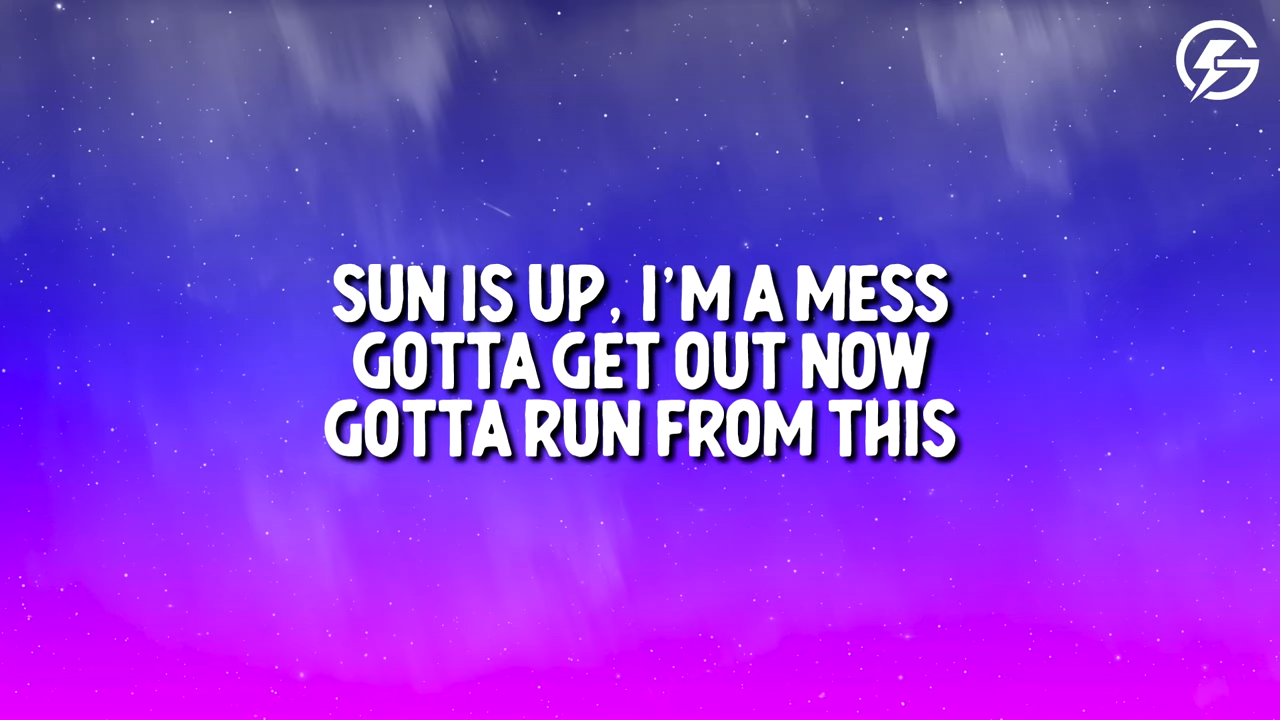 SUN IS UP, I'M A MESS
GOTTA GET OUT NOW
GOTTA RUN FROM THIS